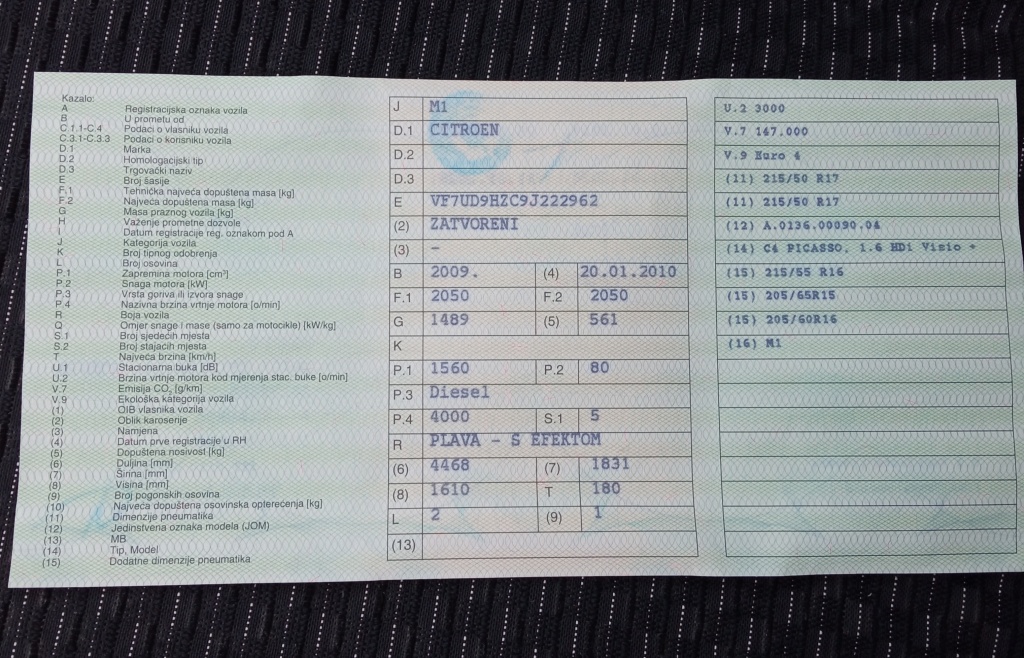 Kazalo:
A Registracijska oznaka vozila
B U prometu od
C.1.1-C.4 Podaci o vlasniku vozila
C.3.1-C.3.3 Podaci o korisniku vozila
D.1 Marka
D.2 Homologacijski tip
D.3 Trgovački naziv
E Broj šasije
F.1 Tehnička najveća dopuštena masa [kg]
F.2 Najveća dopuštena masa [kg]
G Masa praznog vozila [kg]
H Važenje prometne dozvole
I Datum registracije reg. oznakom pod A
J Kategorija vozila
K Broj tipnog odobrenja
L Broj osovina
P.1 Zapremina motora [cm³]
P.2 Snaga motora [kW]
P.3 Vrsta goriva ili izvora snage
P.4 Nazivna brzina vrtnje motora [o/min]
R Boja vozila
Q Omjer snage i mase (samo za motocikle) [kW/kg]
S.1 Broj sjedećih mjesta
S.2 Broj stajaćih mjesta
T Najveća brzina [km/h]
U.1 Stacionarna buka [dB]
U.2 Brzina vrtnje motora kod mjerenja stac. buke [o/min]
V.7 Emisija CO₂ [g/km]
V.9 Ekološka kategorija vozila
(1) OIB vlasnika vozila
(2) Oblik karoserije
(3) Namjena
(4) Datum prve registracije u RH
(5) Dopuštena nosivost [kg]
(6) Duljina [mm]
(7) Širina [mm]
(8) Visina [mm]
(9) Broj pogonskih osovina
(10) Najveća dopuštena osovinska opterećenja [kg]
(11) Dimenzije pneumatika
(12) Jedinstvena oznaka modela (JOM)
(13) MB
(14) Tip, Model
(15) Dodatne dimenzije pneumatika
J M1
D.1 CITROEN
D.2
D.3
E VF7UD9HZC9J222962
(2) ZATVORENI
(3) -
B 2009. (4) 20.01.2010
F.1 2050 F.2 2050
G 1489 (5) 561
K
P.1 1560 P.2 80
P.3 Diesel
P.4 4000 S.1 5
R PLAVA - S EFEKTOM
(6) 4468 (7) 1831
(8) 1610 T 180
L 2 (9) 1
(13)
U.2 3000
V.7 147.000
V.9 Euro 4
(11) 215/50 R17
(11) 215/50 R17
(12) A.0136.00090.04
(14) C4 PICASSO. 1.6 HDi Visio +
(15) 215/55 R16
(15) 205/65R15
(15) 205/60R16
(16) M1